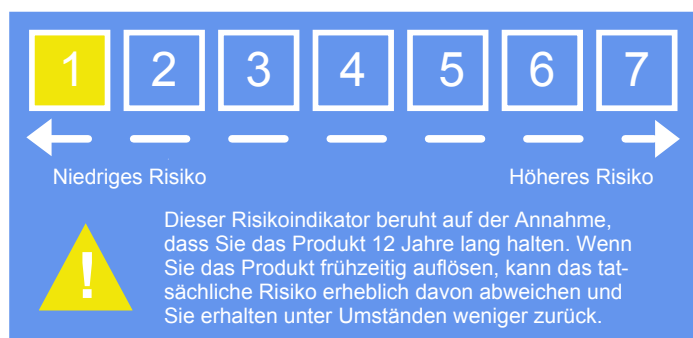 1 2 3 4 5 6 7
Niedriges Risiko Höheres Risiko
Dieser Risikoindikator beruht auf der Annahme,
dass Sie das Produkt 12 Jahre lang halten. Wenn
Sie das Produkt frühzeitig auflösen, kann das tat-
sächliche Risiko erheblich davon abweichen und
Sie erhalten unter Umständen weniger zurück.
!